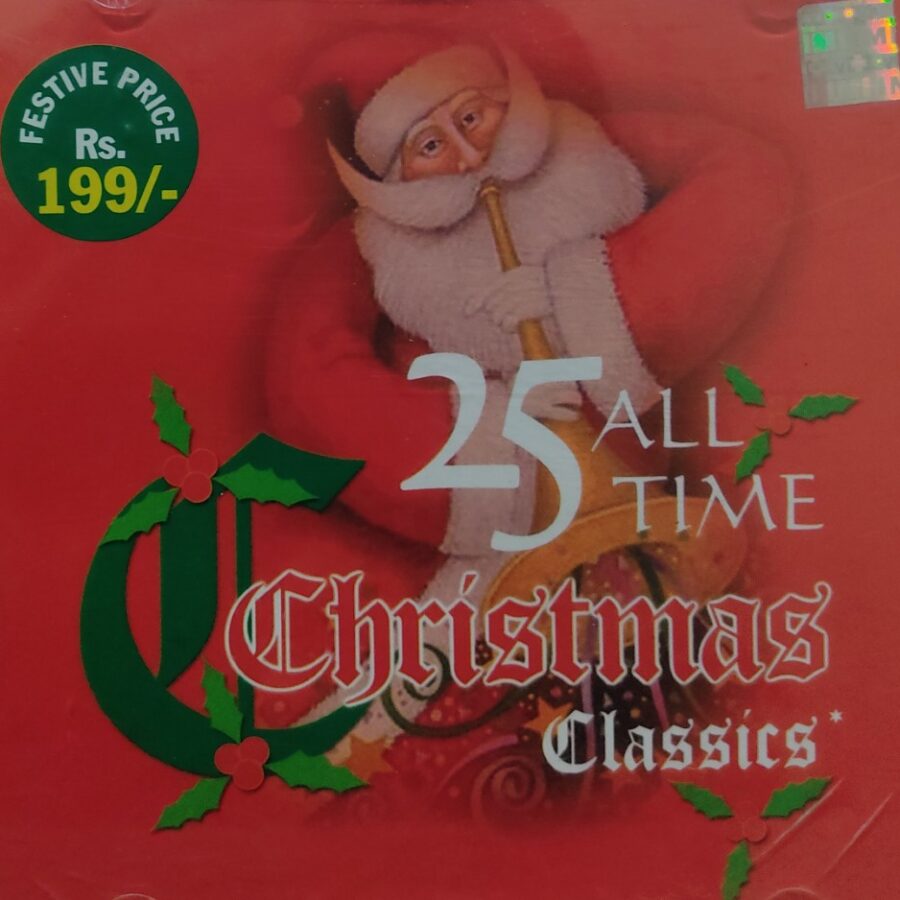 FESTIVE PRICE
Rs.
199/-
25 ALL
TIME
Christmas
Classics*